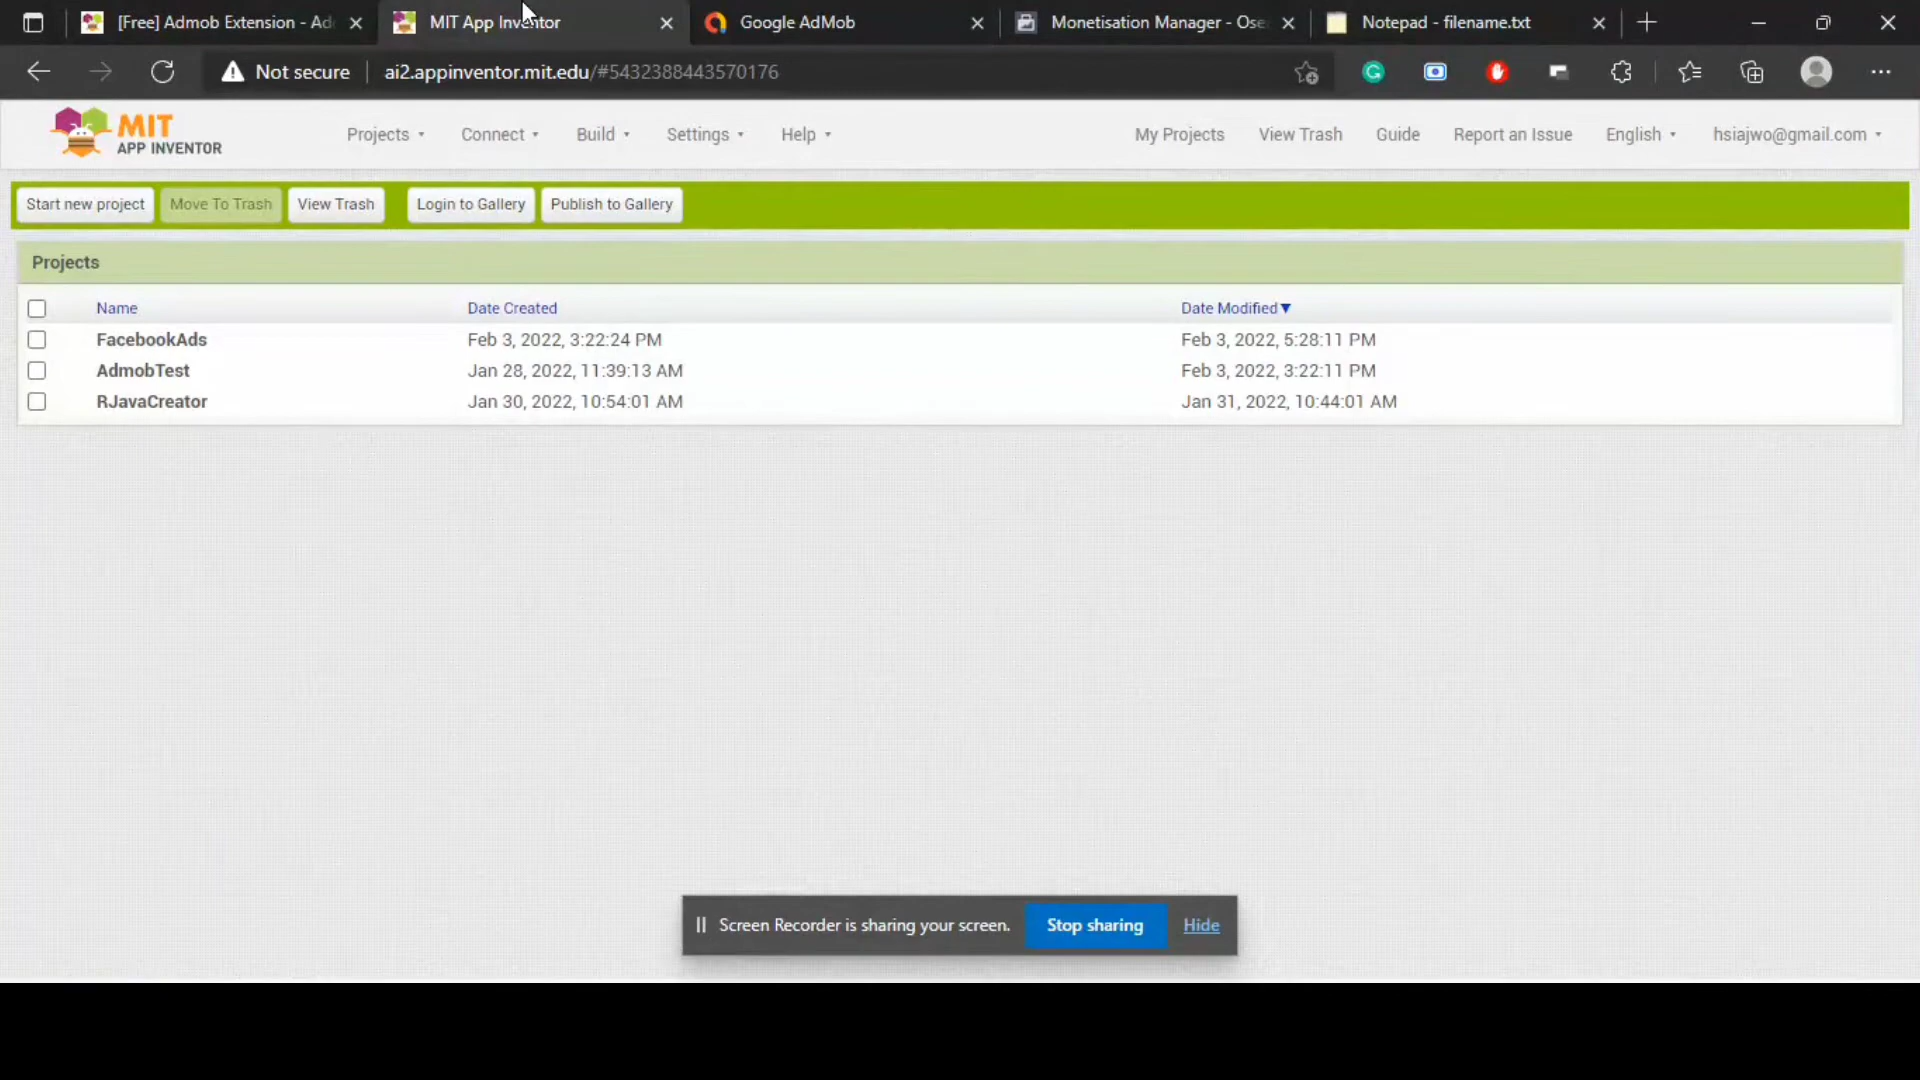 [Free] Admob Extension - Ad
MIT App Inventor
Google AdMob
Monetisation Manager - Ose
Notepad - filename.txt
Not secure
ai2.appinventor.mit.edu/#5432388443570176
MIT
APP INVENTOR
Projects
Connect
Build
Settings
Help
My Projects
View Trash
Guide
Report an Issue
English
hsiajwo@gmail.com
Start new project
Move To Trash
View Trash
Login to Gallery
Publish to Gallery
Projects
Name Date Created Date Modified▼
FacebookAds Feb 3, 2022, 3:22:24 PM Feb 3, 2022, 5:28:11 PM
AdmobTest Jan 28, 2022, 11:39:13 AM Feb 3, 2022, 3:22:11 PM
RJavaCreator Jan 30, 2022, 10:54:01 AM Jan 31, 2022, 10:44:01 AM
Screen Recorder is sharing your screen.
Stop sharing
Hide